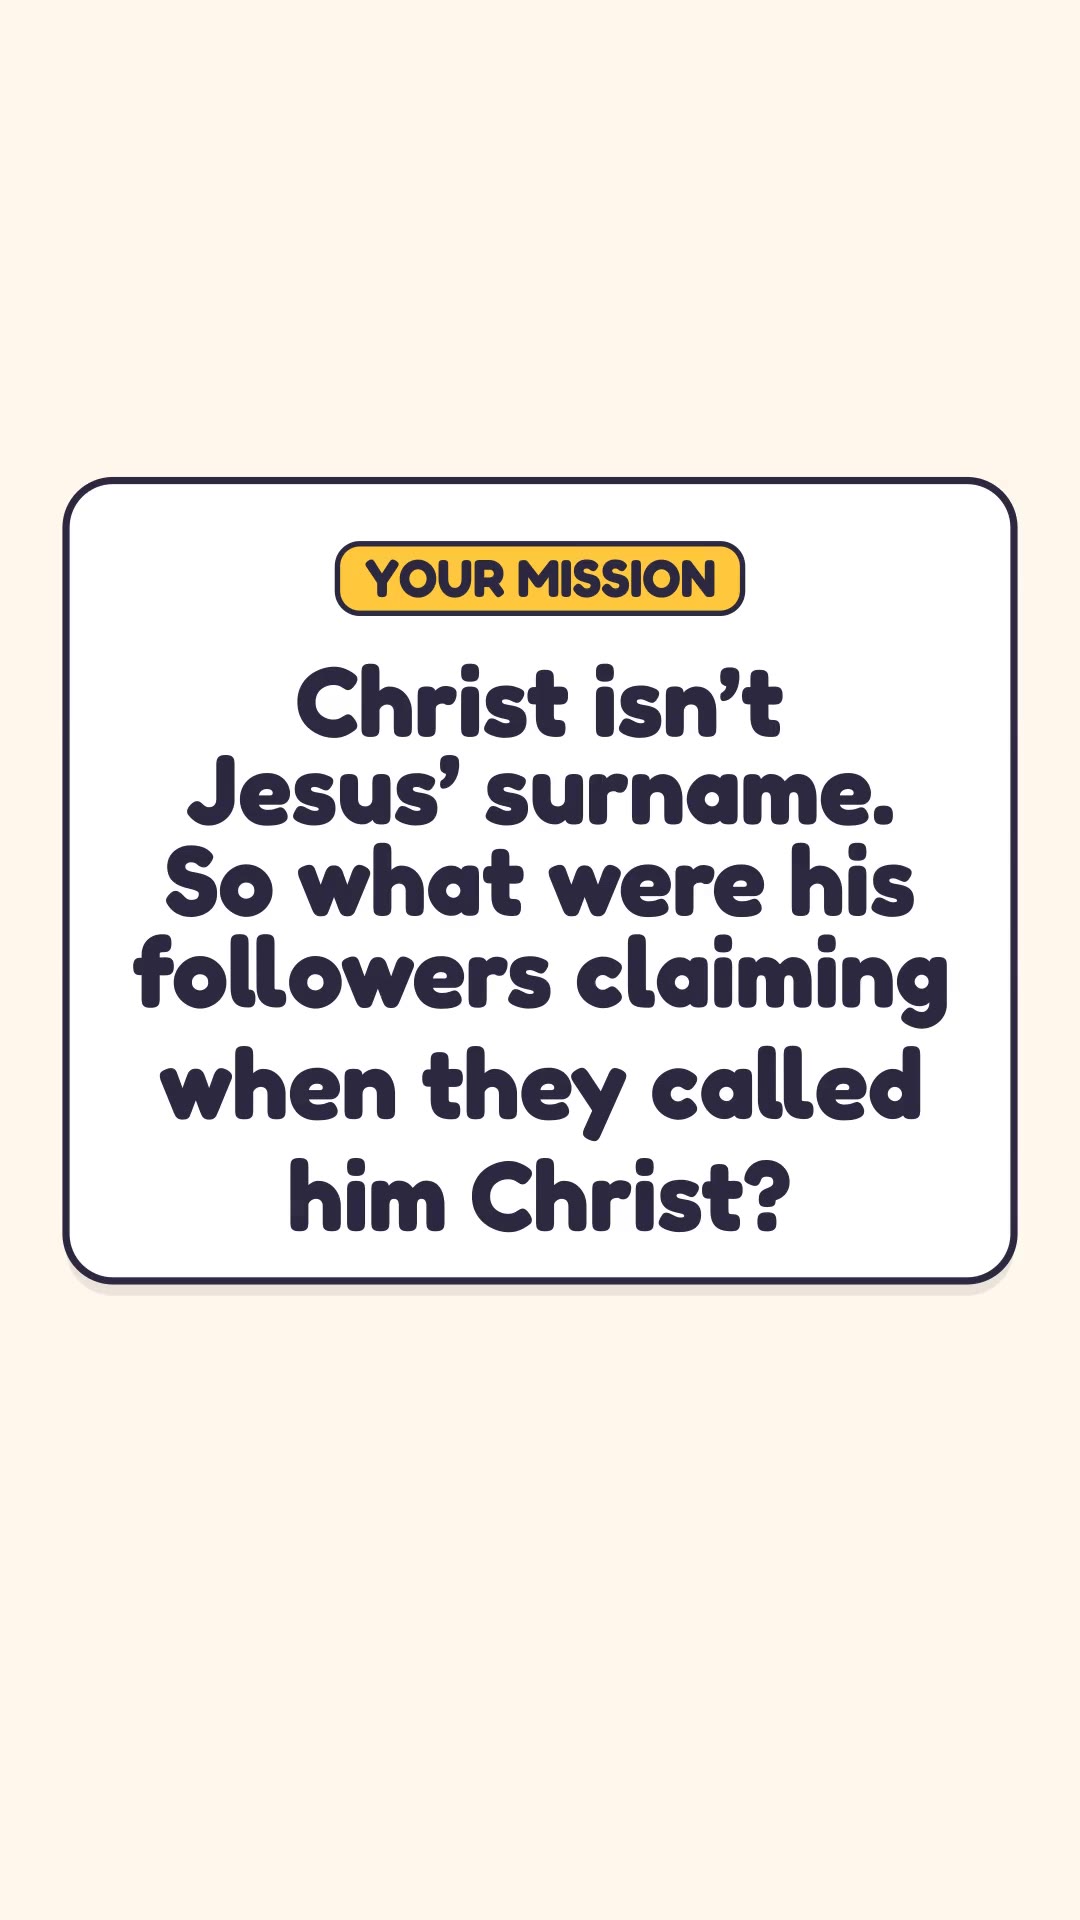 YOUR MISSION
Christ isn’t
Jesus’ surname.
So what were his
followers claiming
when they called
him Christ?